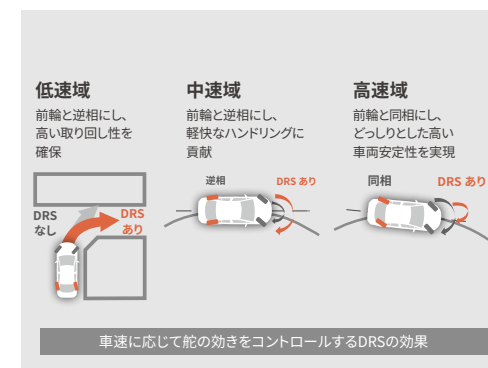 低速域
前輪と逆相にし、
高い取り回し性を
確保
DRS
なし
DRS
あり
中速域
前輪と逆相にし、
軽快なハンドリングに
貢献
逆相
DRS あり
高速域
前輪と同相にし、
どっしりとした高い
車両安定性を実現
同相
DRS あり
車速に応じて舵の効きをコントロールするDRSの効果